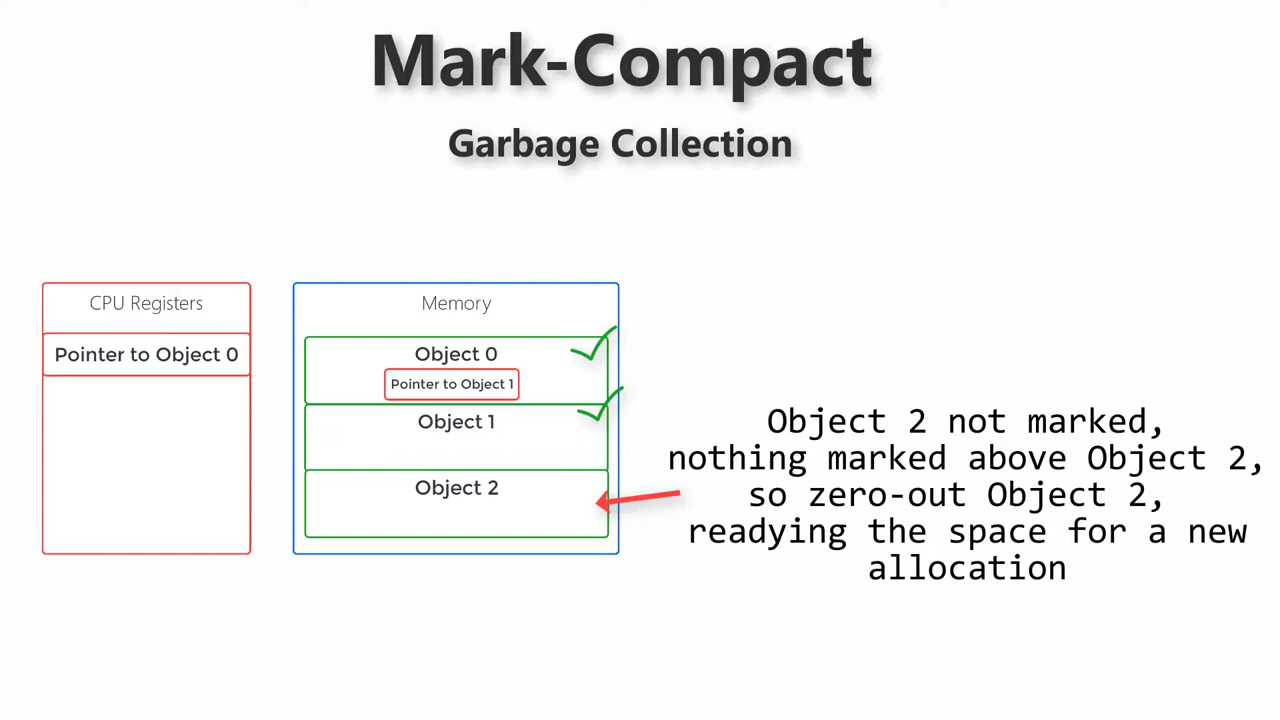 Mark-Compact
Garbage Collection
CPU Registers
Pointer to Object 0
Memory
Object 0
Pointer to Object 1
Object 1
Object 2
Object 2 not marked,
nothing marked above Object 2,
so zero-out Object 2,
readying the space for a new
allocation